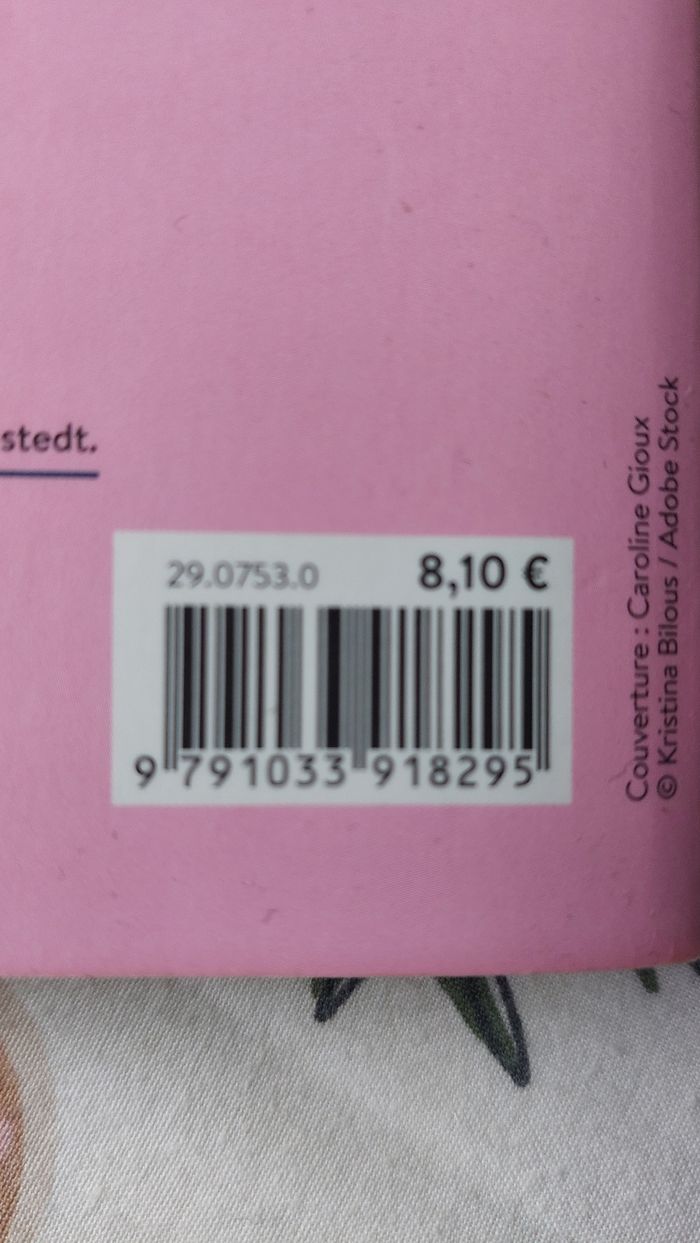 stedt.
29.0753.0 8,10 €
9 791033 918295
Couverture : Caroline Gioux
© Kristina Bilous / Adobe Stock